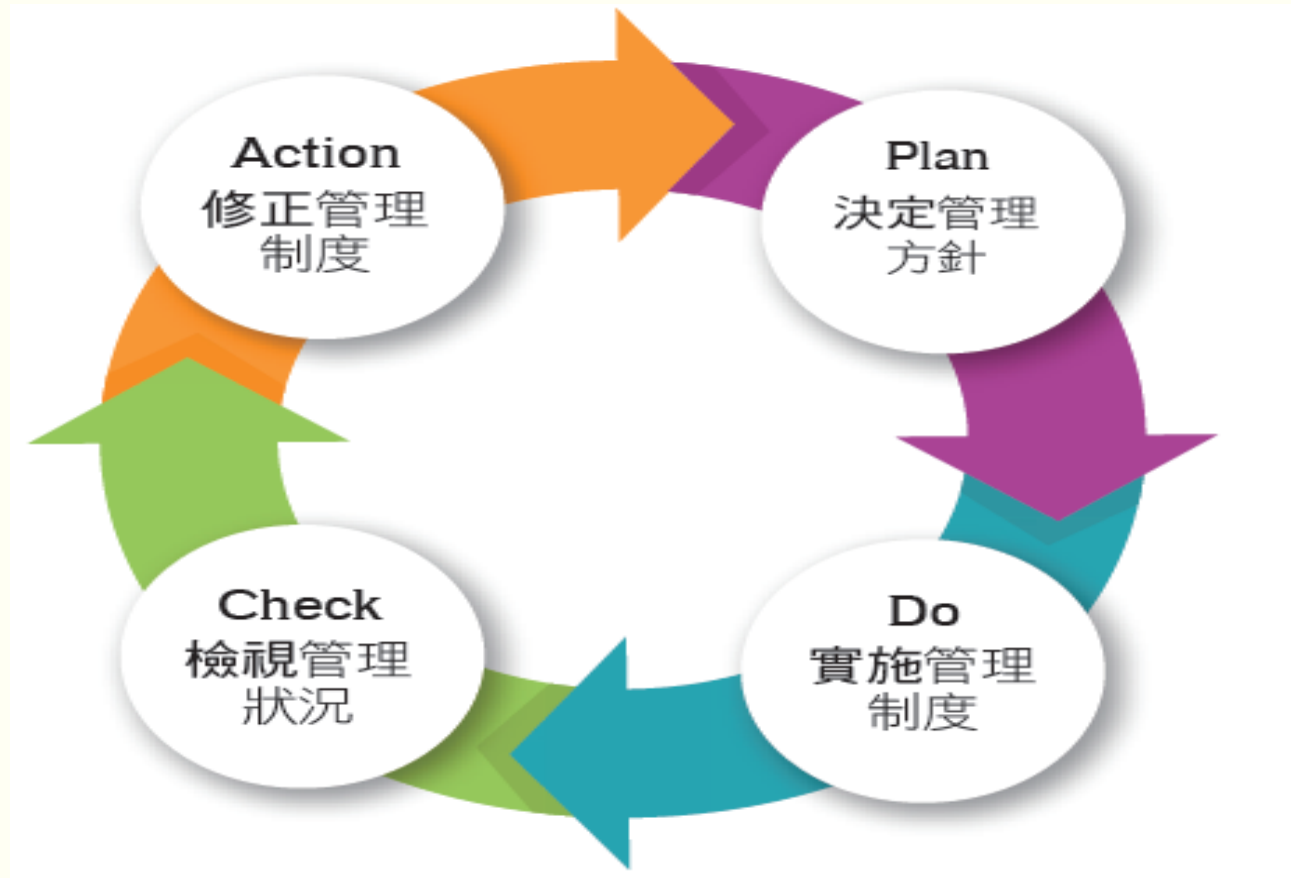 Action
修正管理
制度
Plan
決定管理
方針
Do
實施管理
制度
Check
檢視管理
狀況